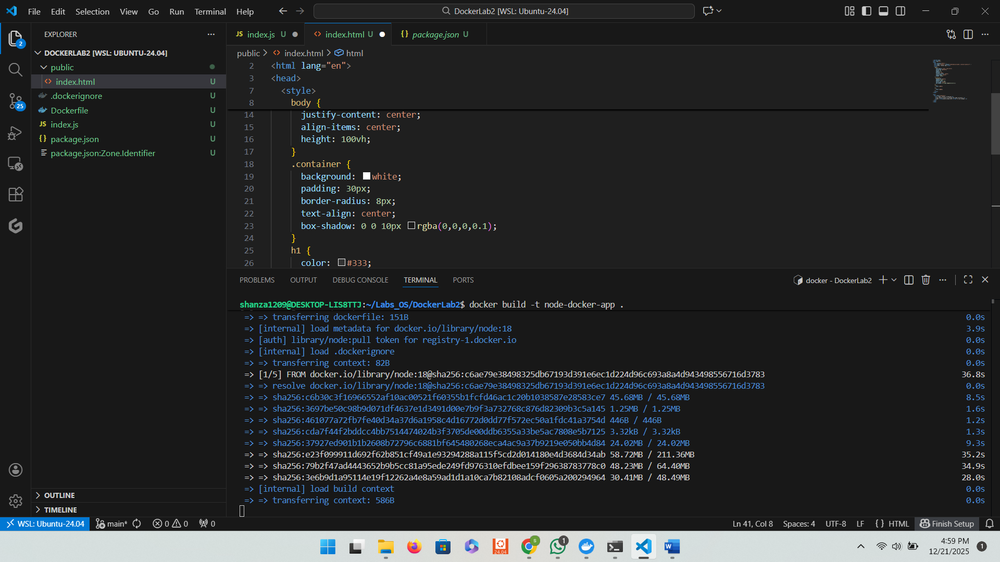 File Edit Selection View Go Run Terminal Help
DockerLab2 [WSL: Ubuntu-24.04]
EXPLORER
DOCKERLAB2 [WSL: UBUNTU-24.04]
public
index.html U
.dockerignore U
Dockerfile U
JS index.js U
{} package.json U
package.json:Zone.Identifier U
OUTLINE
TIMELINE
2
25
JS index.js U
<> index.html U
{} package.json U
public > <> index.html > html
2 <html lang="en">
3 <head>
7 <style>
8 body {
14 justify-content: center;
15 align-items: center;
16 height: 100vh;
17 }
18 .container {
19 background: white;
20 padding: 30px;
21 border-radius: 8px;
22 text-align: center;
23 box-shadow: 0 0 10px rgba(0,0,0,0.1);
24 }
25 h1 {
26 color: #333;
PROBLEMS OUTPUT DEBUG CONSOLE TERMINAL PORTS
docker - DockerLab2
shanza1209@DESKTOP-LIS8TTJ:~/Labs_OS/DockerLab2$ docker build -t node-docker-app .
=> => transferring dockerfile: 151B 0.0s
=> [internal] load metadata for docker.io/library/node:18 3.9s
=> [auth] library/node:pull token for registry-1.docker.io 0.0s
=> [internal] load .dockerignore 0.0s
=> => transferring context: 82B 0.0s
=> [1/5] FROM docker.io/library/node:18@sha256:c6ae79e38498325db67193d391e6ec1d224d96c693a8a4d943498556716d3783 36.8s
=> => resolve docker.io/library/node:18@sha256:c6ae79e38498325db67193d391e6ec1d224d96c693a8a4d943498556716d3783 0.0s
=> => sha256:c6b30c3f16966552af10ac00521f60355b1fcfd46ac1c20b1038587e28583ce7 45.68MB / 45.68MB 8.5s
=> => sha256:3697be50c98b9d071df4637e1d3491d00e7b9f3a732768c876d82309b3c5a145 1.25MB / 1.25MB 1.6s
=> => sha256:461077a72fb7fe40d34a37d6a1958c4d16772d0dd77f572ec50a1fdc41a3754d 446B / 446B 1.2s
=> => sha256:cda7f44f2bddcc4bb7514474024b3f3705de00ddb6355a33be5ac7808e5b7125 3.32kB / 3.32kB 1.3s
=> => sha256:37927ed901b1b2608b72796c6881bf645480268eca4ac9a37b9219e050bb4d84 24.02MB / 24.02MB 9.3s
=> => sha256:e23f099911d692f62b851cf49a1e93294288a115f5cd2d014180e4d3684d34ab 58.72MB / 211.36MB 35.2s
=> => sha256:79b2f47ad4443652b9b5cc81a95ede249fd976310efdbee159f29638783778c0 48.23MB / 64.40MB 34.9s
=> => sha256:3e6b9d1a95114e19f12262a4e8a59ad1d1a10ca7b82108adcf0605a200294964 30.41MB / 48.49MB 28.0s
=> [internal] load build context 0.0s
=> => transferring context: 586B 0.0s
WSL: Ubuntu-24.04 main* 0 0 0
Ln 41, Col 8 Spaces: 4 UTF-8 LF {} HTML Finish Setup
24.04
1
4:59 PM
12/21/2025
1